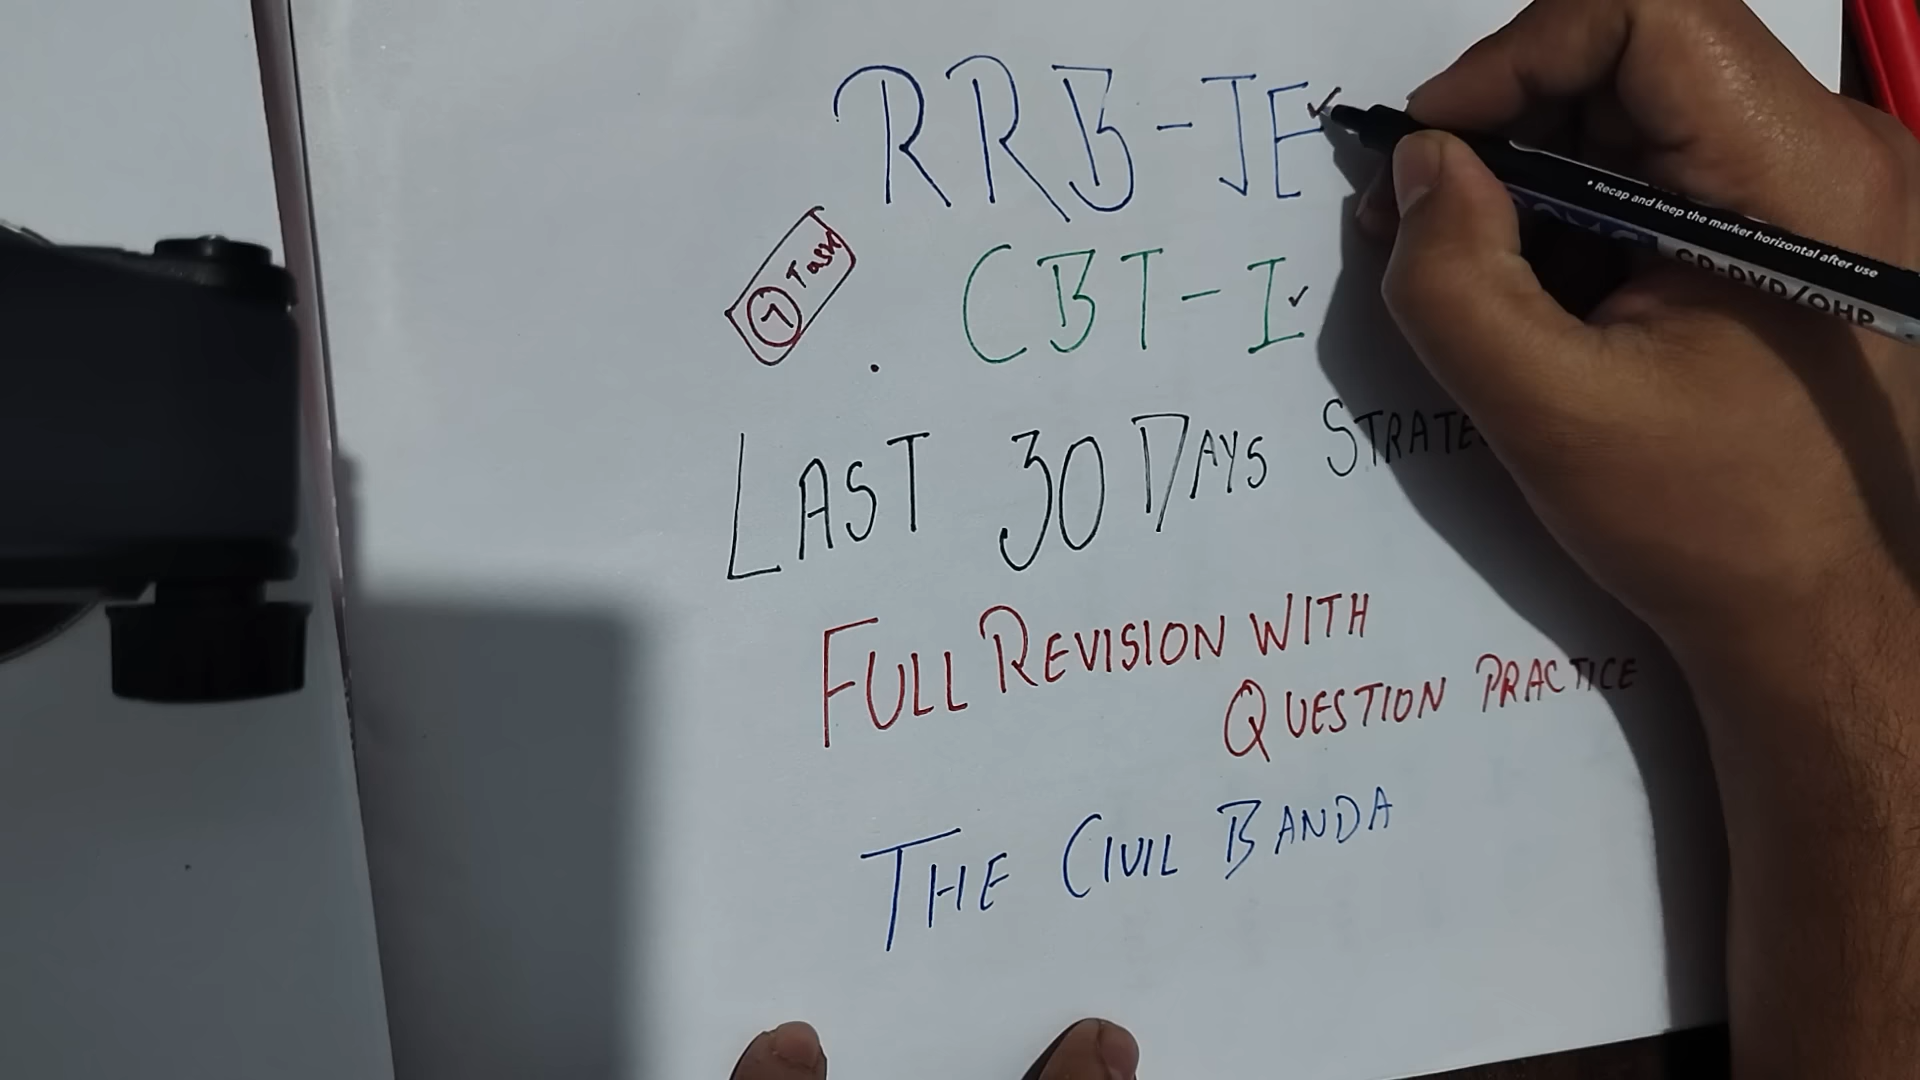 RRB-JE
7 Task
CBT-I
LAST 30 DAYS STRATE
FULL REVISION WITH
QUESTION PRACTICE
THE CIVIL BANDA
• Recap and keep the marker horizontal after use
CD-DVD/OHP